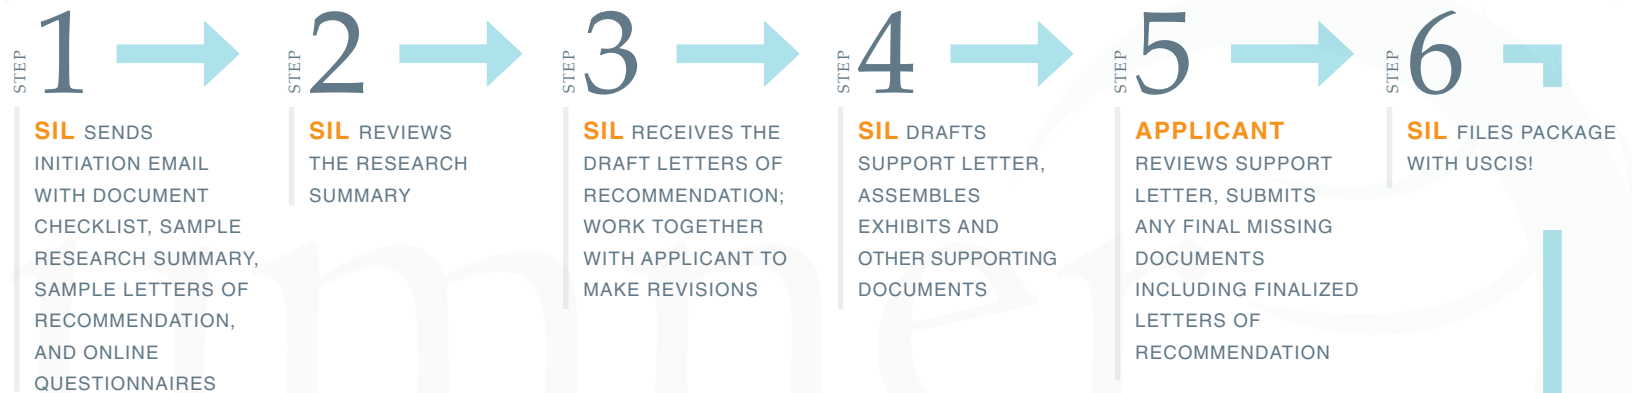 STEP 1
SIL SENDS
INITIATION EMAIL
WITH DOCUMENT
CHECKLIST, SAMPLE
RESEARCH SUMMARY,
SAMPLE LETTERS OF
RECOMMENDATION,
AND ONLINE
QUESTIONNAIRES
STEP 2
SIL REVIEWS
THE RESEARCH
SUMMARY
STEP 3
SIL RECEIVES THE
DRAFT LETTERS OF
RECOMMENDATION;
WORK TOGETHER
WITH APPLICANT TO
MAKE REVISIONS
STEP 4
SIL DRAFTS
SUPPORT LETTER,
ASSEMBLES
EXHIBITS AND
OTHER SUPPORTING
DOCUMENTS
STEP 5
APPLICANT
REVIEWS SUPPORT
LETTER, SUBMITS
ANY FINAL MISSING
DOCUMENTS
INCLUDING FINALIZED
LETTERS OF
RECOMMENDATION
STEP 6
SIL FILES PACKAGE
WITH USCIS!